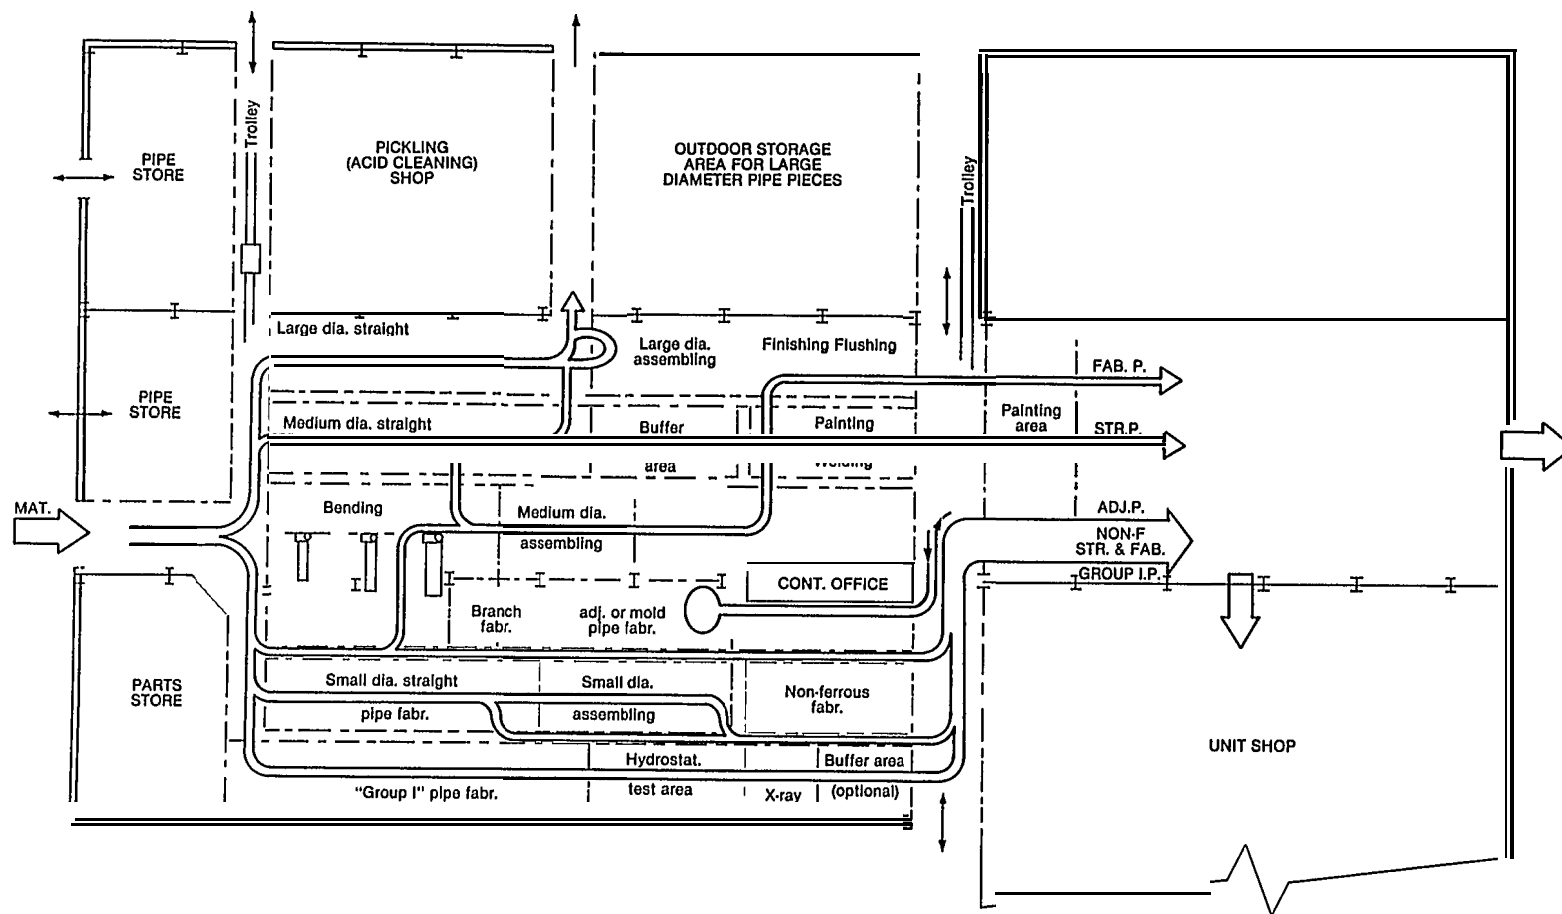 Trolley
PIPE
STORE
PICKLING
(ACID CLEANING)
SHOP
OUTDOOR STORAGE
AREA FOR LARGE
DIAMETER PIPE PIECES
Trolley
Large dia. straight
Large dia.
assembling
Finishing Flushing
FAB. P.
PIPE
STORE
Medium dia. straight
Buffer
area
Painting
Welding
Painting
area
STR.P.
MAT.
Bending
Medium dia.
assembling
ADJ.P.
NON-F
STR. & FAB.
GROUP I.P.
CONT. OFFICE
Branch
fabr.
adj. or mold
pipe fabr.
PARTS
STORE
Small dia. straight
pipe fabr.
Small dia.
assembling
Non-ferrous
fabr.
UNIT SHOP
"Group I" pipe fabr.
Hydrostat.
test area
X-ray
Buffer area
(optional)